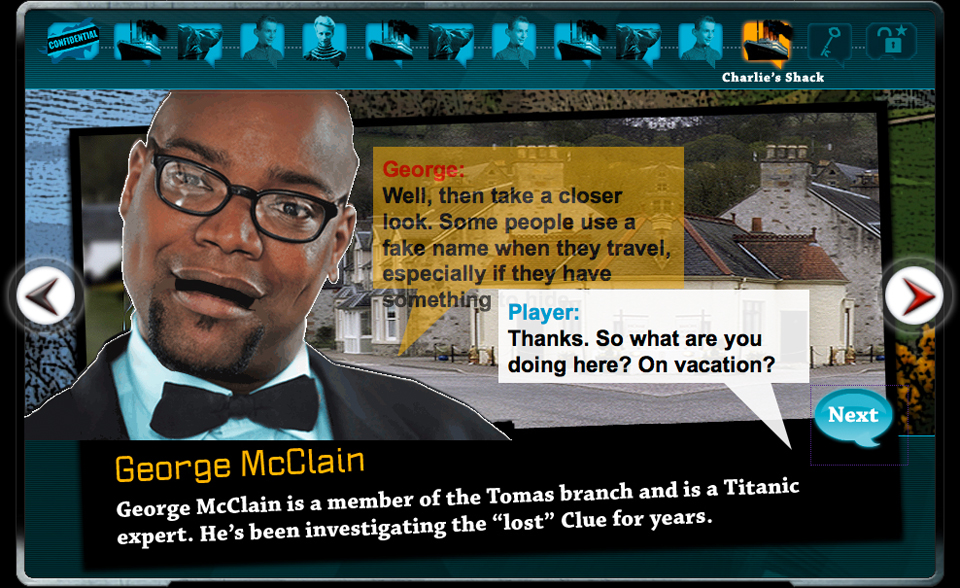 CONFIDENTIAL
Charlie's Shack
George:
Well, then take a closer
look. Some people use a
fake name when they travel,
especially if they have
something to hide.
Player:
Thanks. So what are you
doing here? On vacation?
Next
George McClain
George McClain is a member of the Tomas branch and is a Titanic
expert. He's been investigating the “lost” Clue for years.